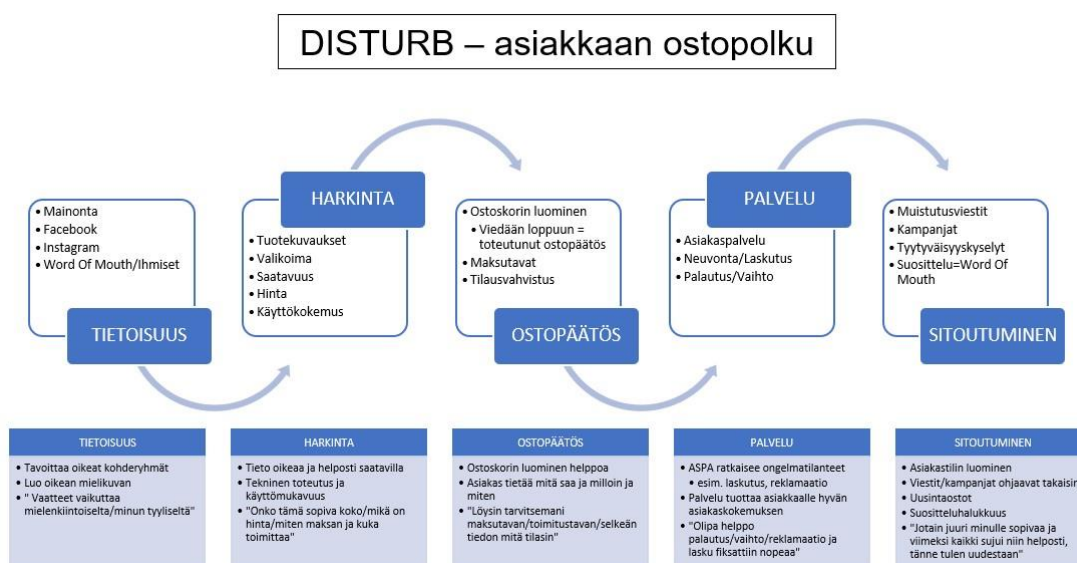 DISTURB – asiakkaan ostopolku
• Mainonta
• Facebook
• Instagram
• Word Of Mouth/Ihmiset
TIETOISUUS
HARKINTA
• Tuotekuvaukset
• Valikoima
• Saatavuus
• Hinta
• Käyttökokemus
• Ostoskorin luominen
• Viedään loppuun =
toteutunut ostopäätös
• Maksutavat
• Tilausvahvistus
OSTOPÄÄTÖS
PALVELU
• Asiakaspalvelu
• Neuvonta/Laskutus
• Palautus/Vaihto
• Muistutusviestit
• Kampanjat
• Tyytyväisyyskyselyt
• Suosittelu=Word Of
Mouth
SITOUTUMINEN
TIETOISUUS
• Tavoittaa oikeat kohderyhmät
• Luo oikean mielikuvan
• " Vaatteet vaikuttaa
mielenkiintoiselta/minun tyyliseltä"
HARKINTA
• Tieto oikeaa ja helposti saatavilla
• Tekninen toteutus ja
käyttömukavuus
• "Onko tämä sopiva koko/mikä on
hinta/miten maksan ja kuka
toimittaa"
OSTOPÄÄTÖS
• Ostoskorin luominen helppoa
• Asiakas tietää mitä saa ja milloin ja
miten
• "Löysin tarvitsemani
maksutavan/toimitustavan/selkeän
tiedon mitä tilasin"
PALVELU
• ASPA ratkaisee ongelmatilanteet
• esim. laskutus, reklamaatio
• Palvelu tuottaa asiakkaalle hyvän
asiakaskokemuksen
• "Olipa helppo
palautus/vaihto/reklamaatio ja
lasku fiksattiin nopeaa"
SITOUTUMINEN
• Asiakastilin luominen
• Viestit/kampanjat ohjaavat takaisin
• Uusintaostot
• Suositteluhalukkuus
• "Jotain juuri minulle sopivaa ja
viimeksi kaikki sujui niin helposti,
tänne tulen uudestaan"